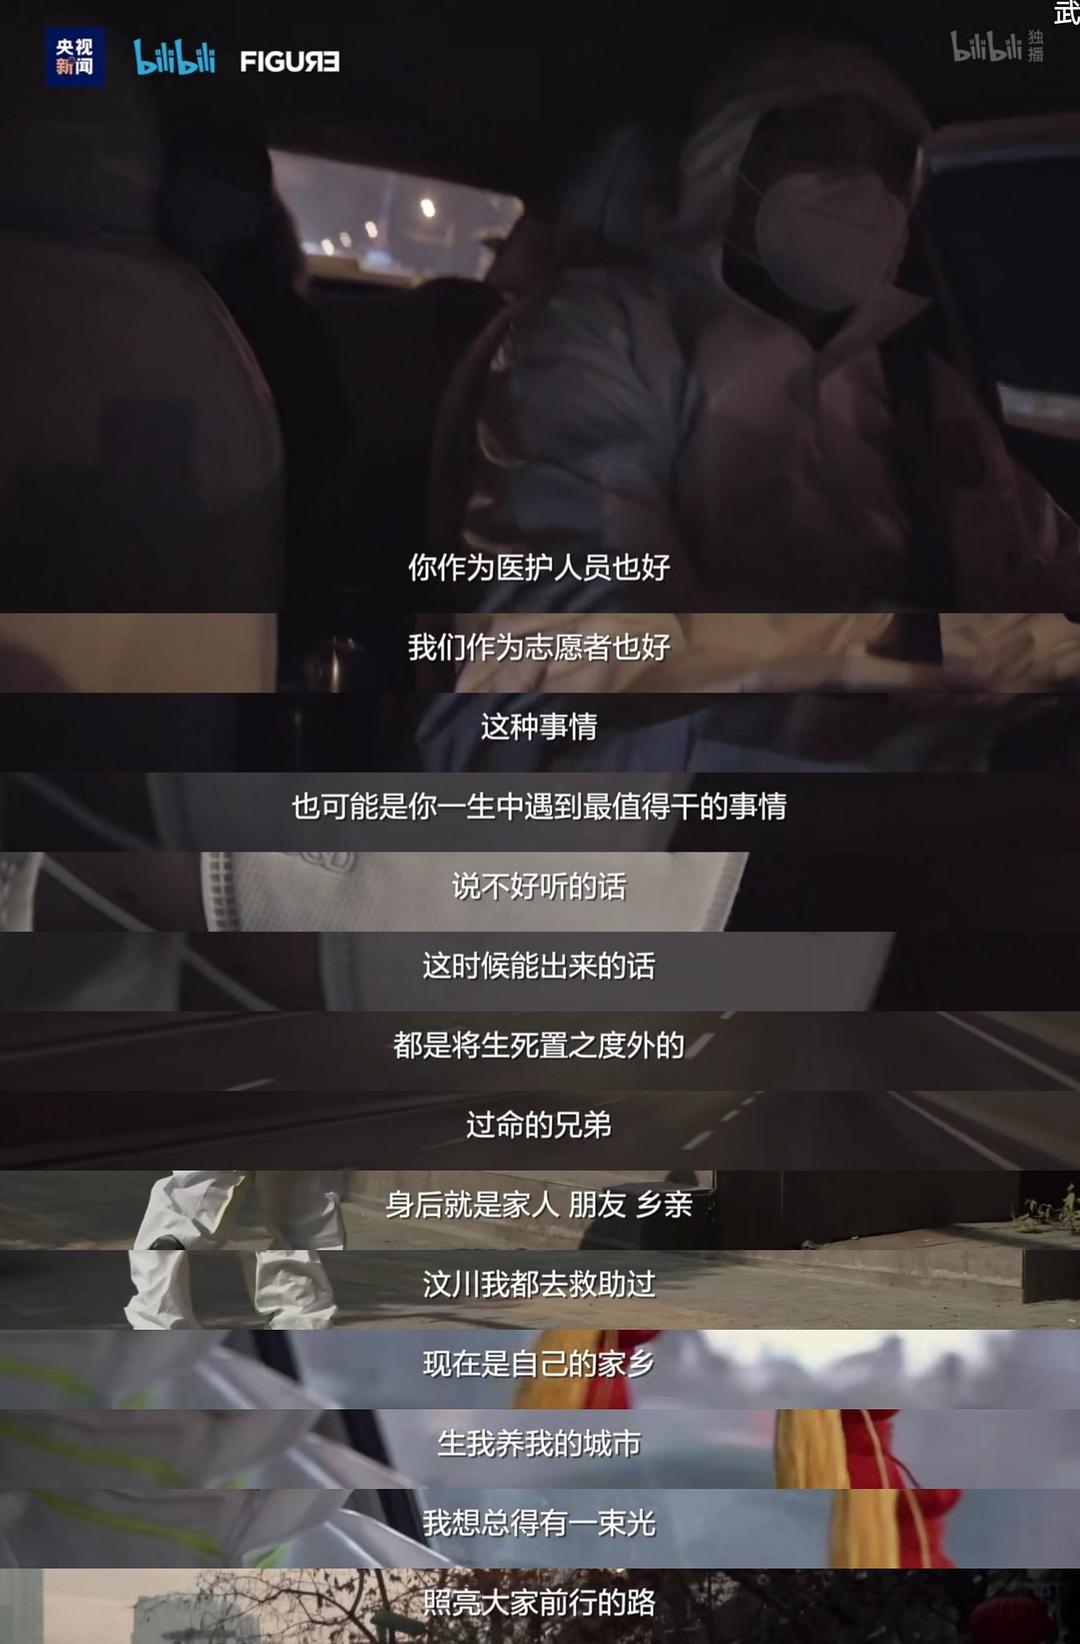 武
央视
新闻
bilibili
FIGURE
bilibili
独播
你作为医护人员也好
我们作为志愿者也好
这种事情
也可能是你一生中遇到最值得干的事情
说不好听的话
这时候能出来的话
都是将生死置之度外的
过命的兄弟
身后就是家人 朋友 乡亲
汶川我都去救助过
现在是自己的家乡
生我养我的城市
我想总得有一束光
照亮大家前行的路